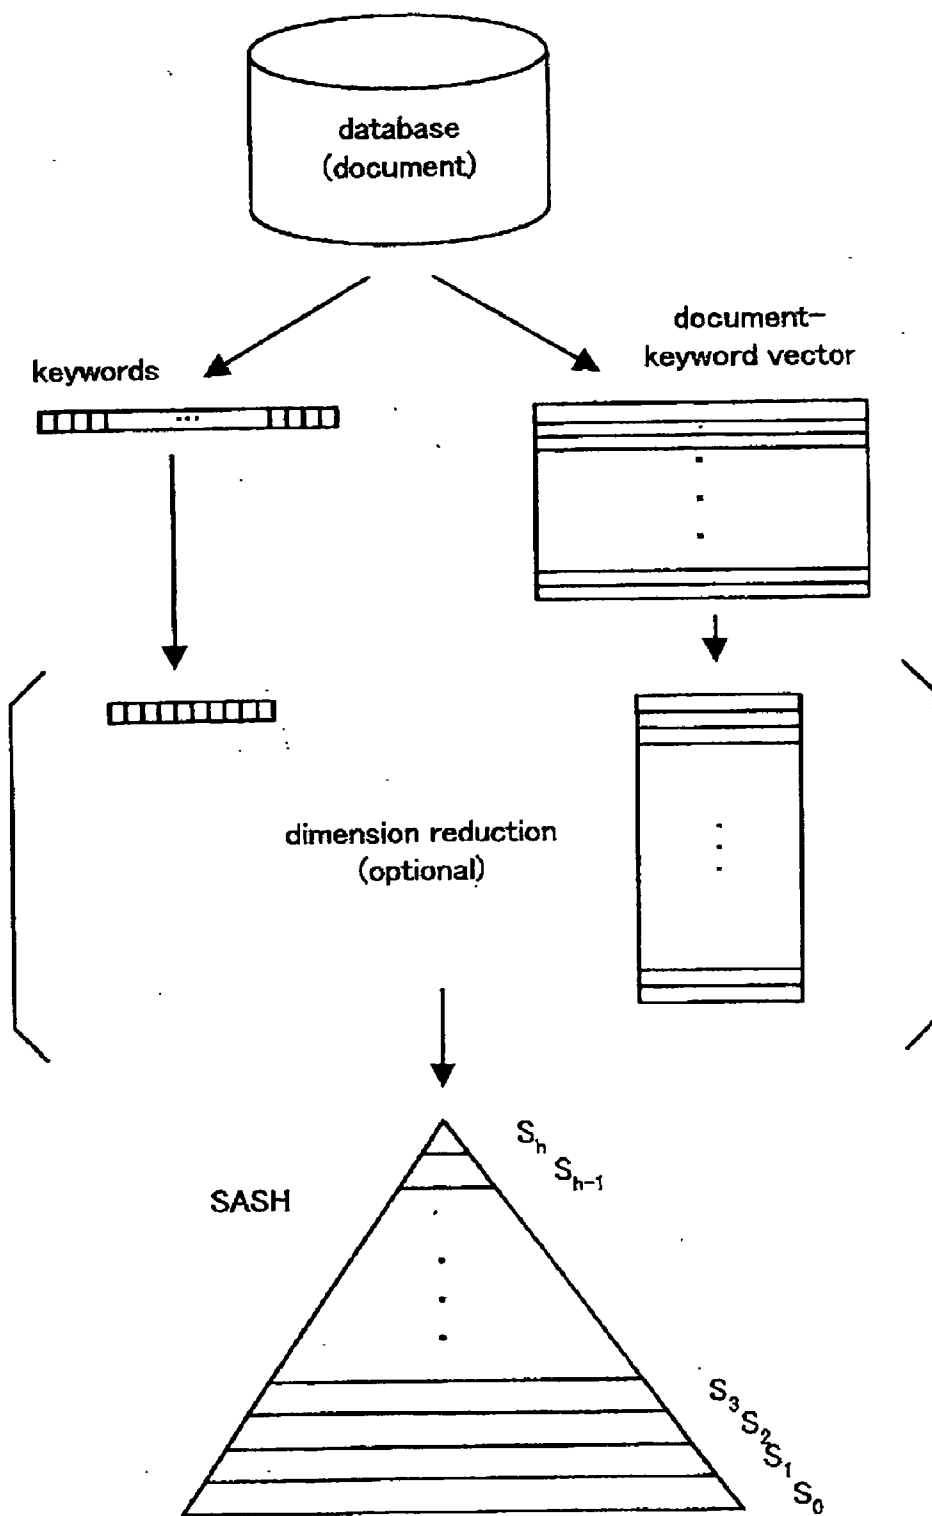 database
(document)
keywords
document-
keyword vector
...
dimension reduction
(optional)
SASH
Sₕ
Sₕ₋₁
S₃
S₂
S₁
S₀